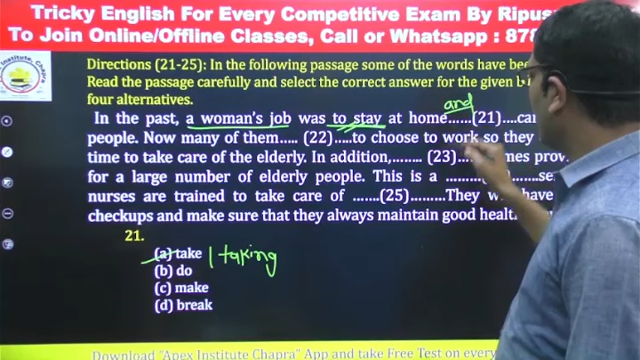 Tricky English For Every Competitive Exam By Ripus
To Join Online/Offline Classes, Call or Whatsapp : 878
Institute, Chapra
Directions (21-25): In the following passage some of the words have been
Read the passage carefully and select the correct answer for the given
four alternatives.
and
In the past, a woman's job was to stay at home......(21)....
people. Now many of them..... (22).....to choose to work so they
time to take care of the elderly. In addition,........ (23)...
for a large number of elderly people. This is a
nurses are trained to take care of .......(25).........They will have
checkups and make sure that they always maintain good health
21.
(a) take / taking
(b) do
(c) make
(d) break
Download "Apex Institute Chapra" App and take Free Test on every